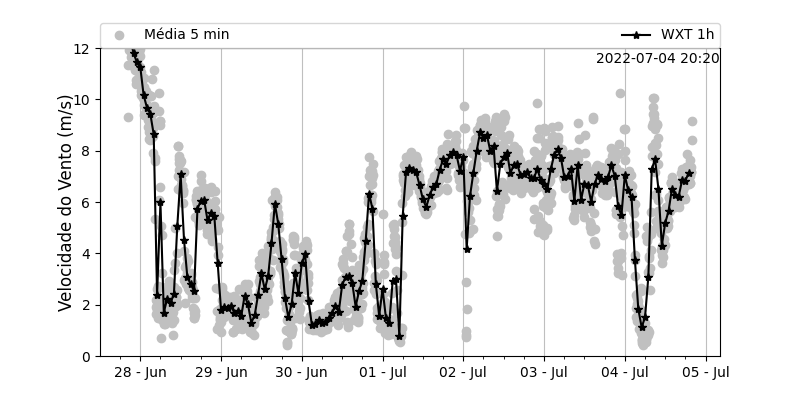 Média 5 min
WXT 1h
2022-07-04 20:20
Velocidade do Vento (m/s)
12
10
8
6
4
2
0
28 - Jun
29 - Jun
30 - Jun
01 - Jul
02 - Jul
03 - Jul
04 - Jul
05 - Jul